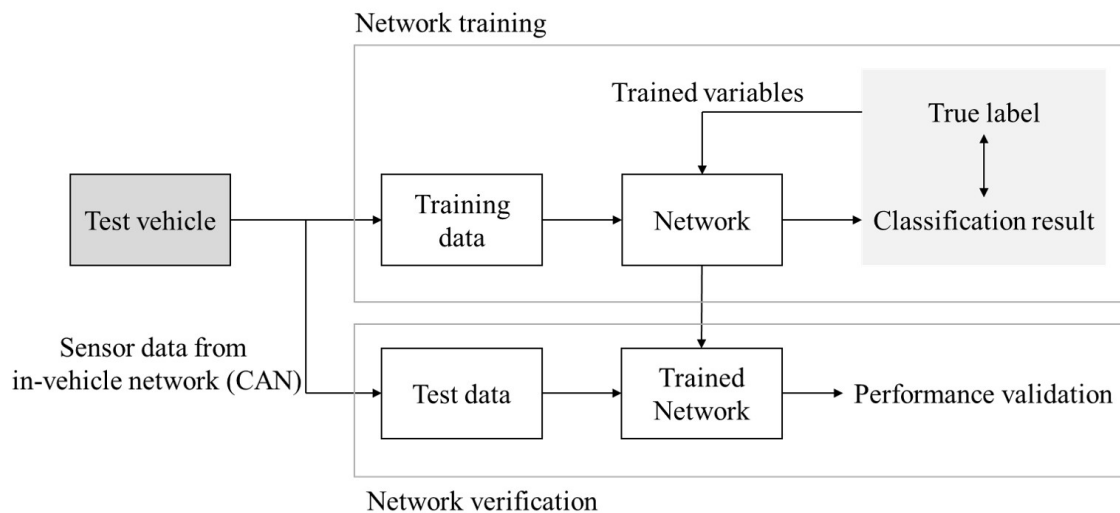 Network training
Trained variables
True label
Test vehicle
Training
data
Network
Classification result
Sensor data from
in-vehicle network (CAN)
Test data
Trained
Network
Performance validation
Network verification